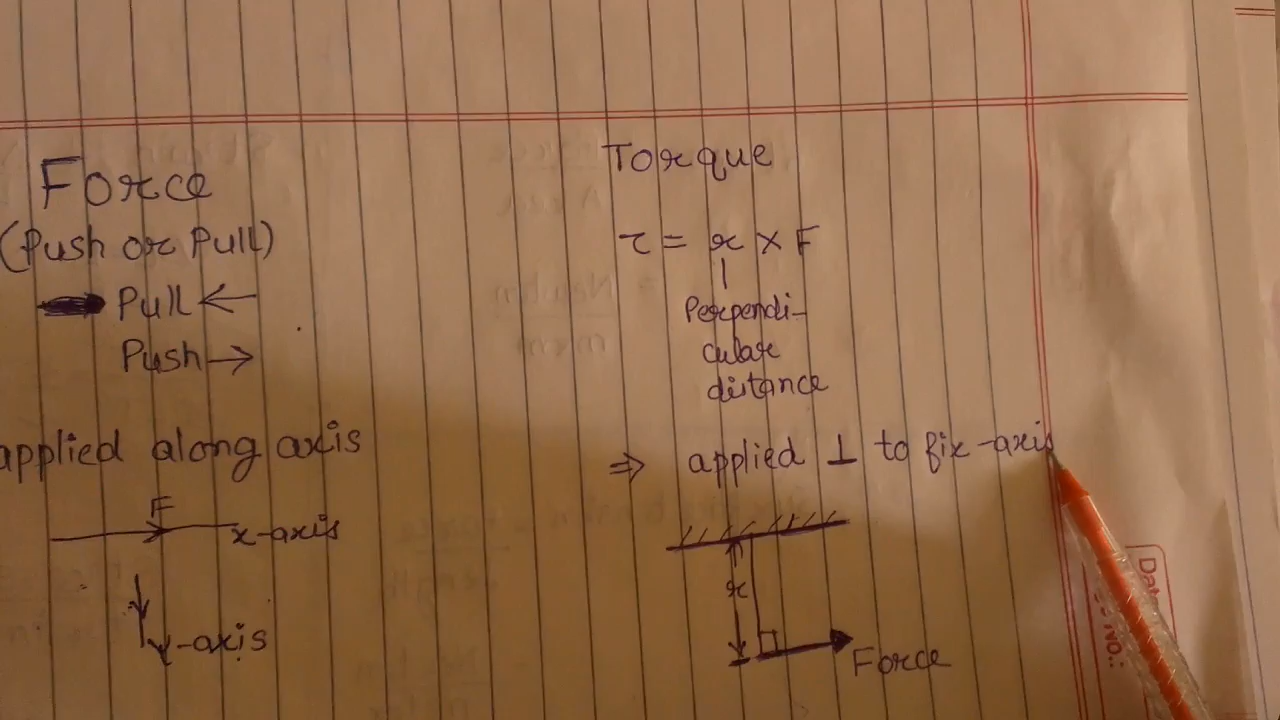 Force
(Push or Pull)
Pull ←
Push →
applied along axis
F
x-axis
Y-axis
Torque
τ = r × F
Perpendi-
cular
distance
⇒ applied ⊥ to fix-axis
r
Force